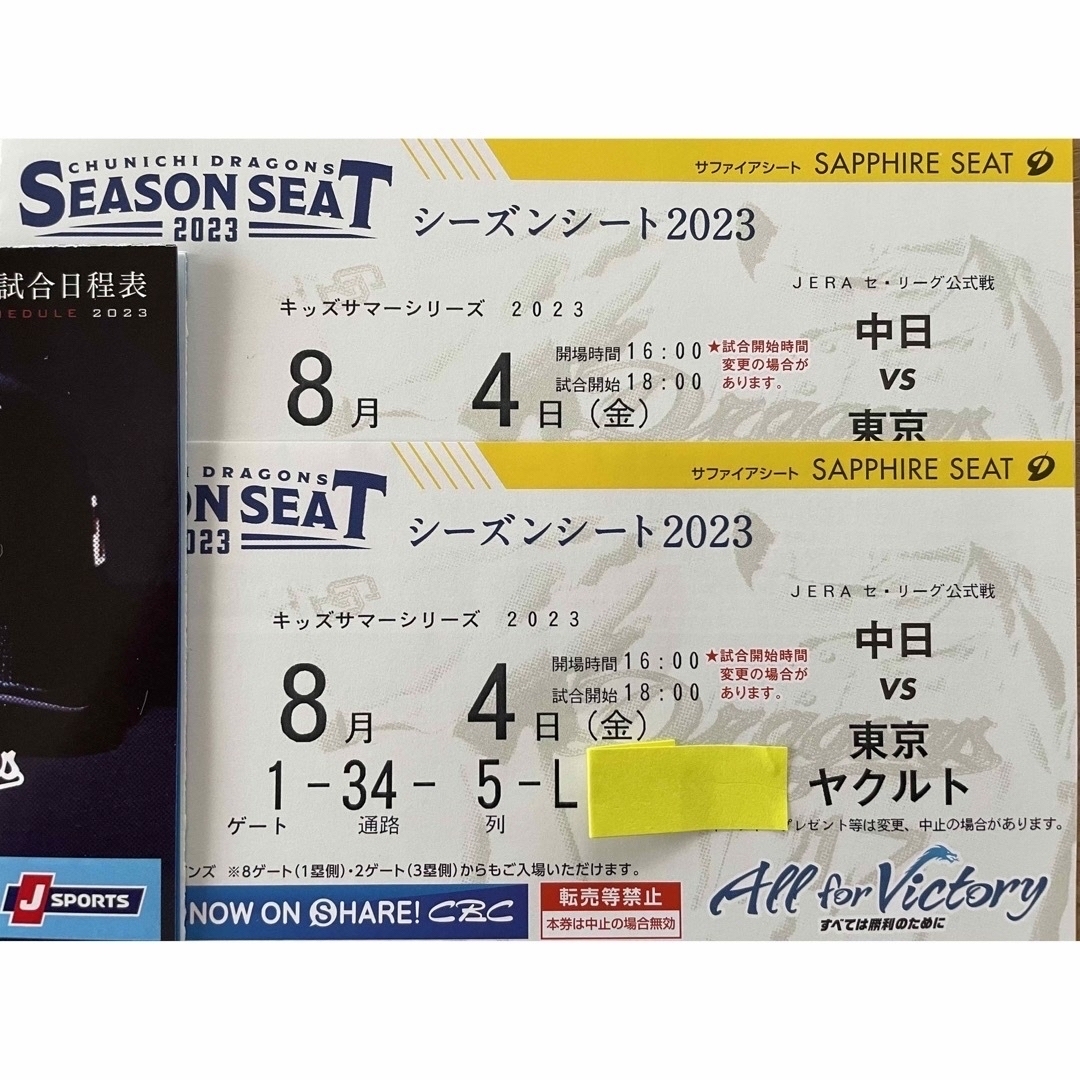 CHUNICHI DRAGONS
SEASON SEAT
2023
シーズンシート2023
サファイアシート SAPPHIRE SEAT
JERA セ・リーグ公式戦
キッズサマーシリーズ 2023
8月 4日(金)
開場時間16:00
試合開始18:00
★試合開始時間
変更の場合が
あります。
中日
VS
東京
試合日程表
2023
DRAGONS
SEAT
シーズンシート2023
サファイアシート SAPPHIRE SEAT
JERA セ・リーグ公式戦
キッズサマーシリーズ 2023
8月 4日(金)
開場時間16:00
試合開始18:00
★試合開始時間
変更の場合が
あります。
中日
VS
東京
ヤクルト
1-34-5-L
ゲート 通路 列
プレゼント等は変更、中止の場合があります。
※8ゲート(1塁側)・2ゲート(3塁側)からもご入場いただけます。
J SPORTS
NOW ON SHARE! CBC
転売等禁止
本券は中止の場合無効
All for Victory
すべては勝利のために